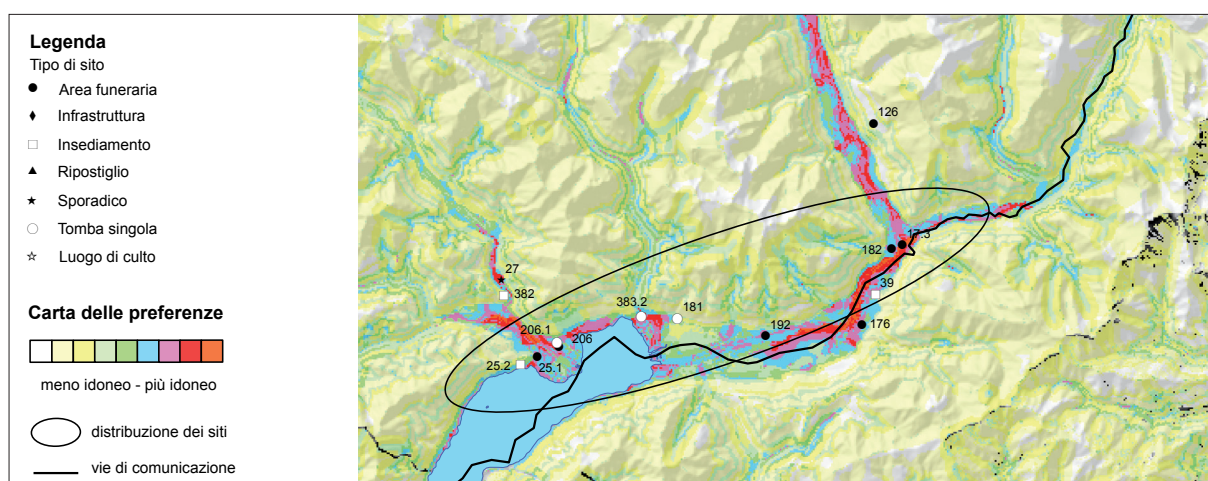 Legenda
Tipo di sito
Area funeraria
Infrastruttura
Insediamento
Ripostiglio
Sporadico
Tomba singola
Luogo di culto
Carta delle preferenze
meno idoneo - più idoneo
distribuzione dei siti
vie di comunicazione
126
17.3
182
27
382
39
383.2
181
206.1
206
192
176
25.2
25.1